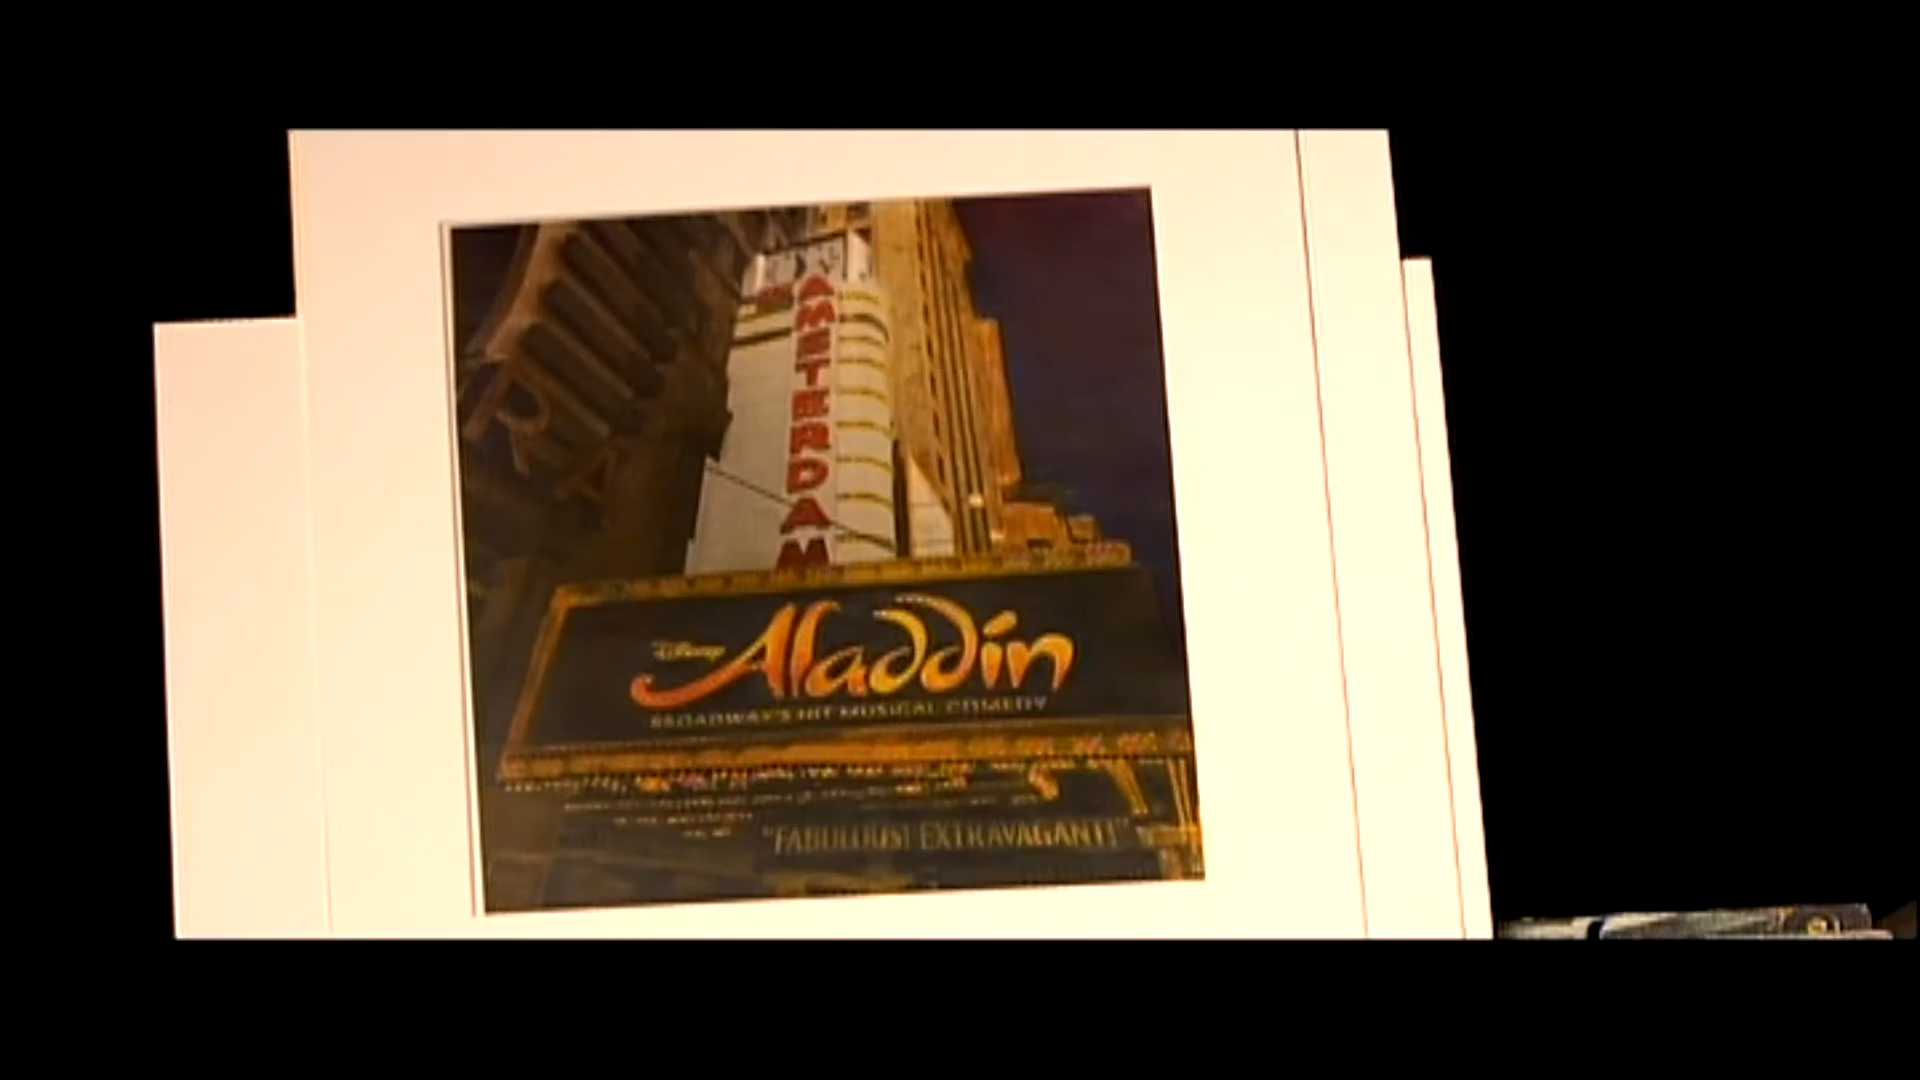 AMSTERDAM
Disney Aladdin
BROADWAY'S HIT MUSICAL COMEDY
"FABULOUS! EXTRAVAGANT!"